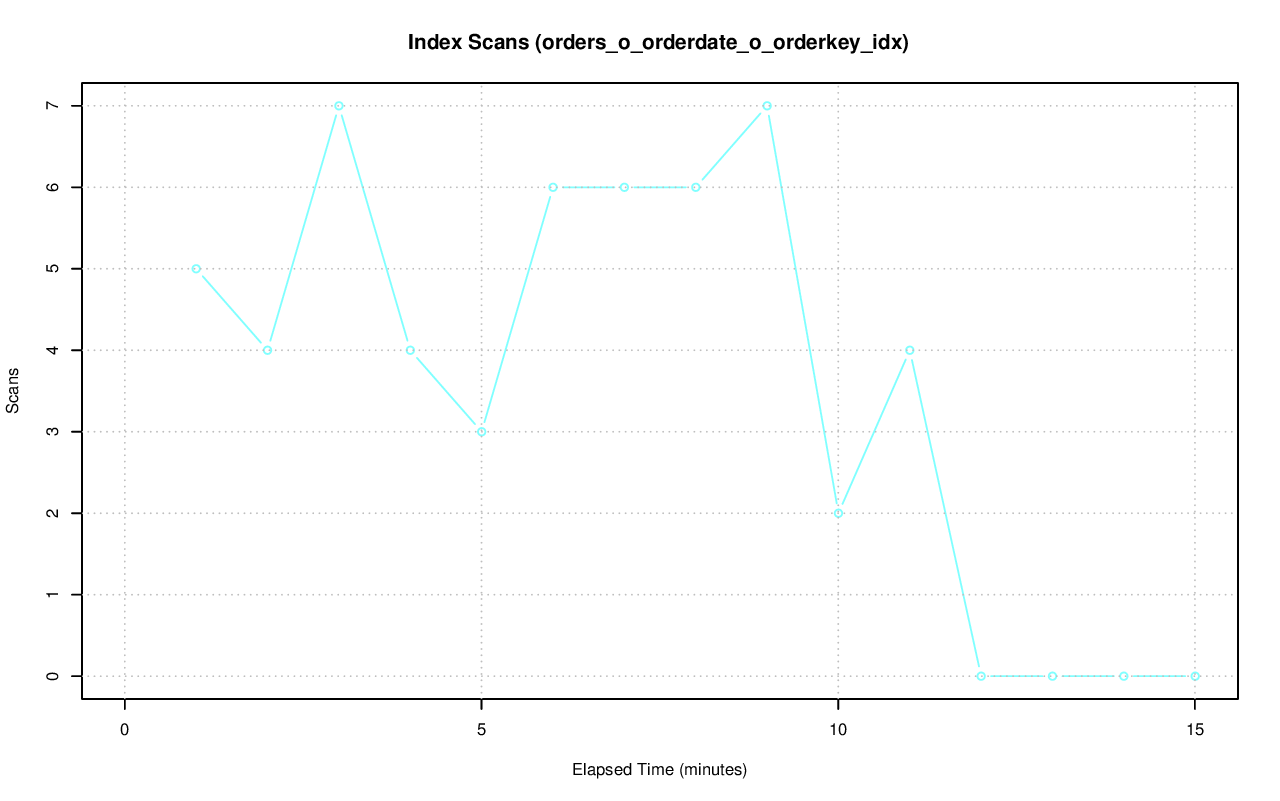 Index Scans (orders_o_orderdate_o_orderkey_idx)
Scans
7
6
5
4
3
2
1
0
0 5 10 15
Elapsed Time (minutes)